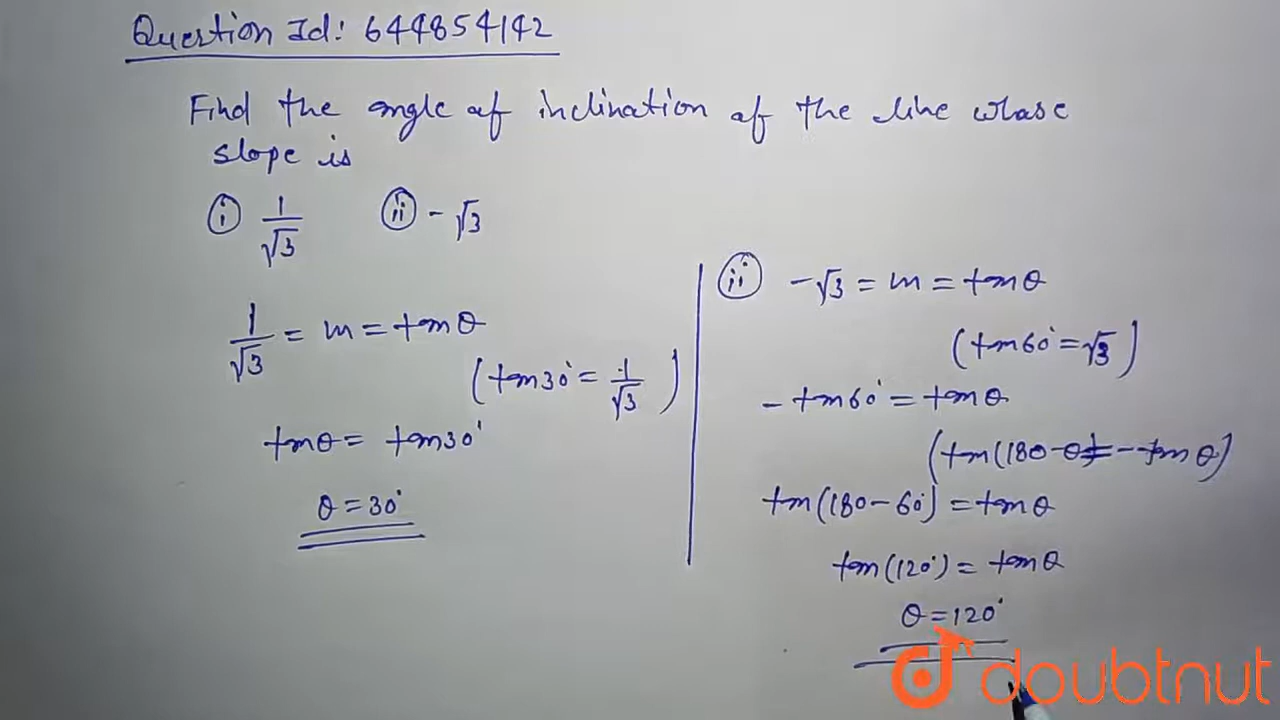 Question Id: 644854142
Find the angle of inclination of the line whose
slope is
(i) 1/√3 (ii) -√3
1/√3 = m = tanθ
(tan30° = 1/√3)
tanθ = tan30°
θ = 30°
(ii) -√3 = m = tanθ
(tan60° = √3)
- tan60° = tanθ
(tan(180-θ) = -tanθ)
tan(180-60°) = tanθ
tan(120°) = tanθ
θ = 120°
doubtnut